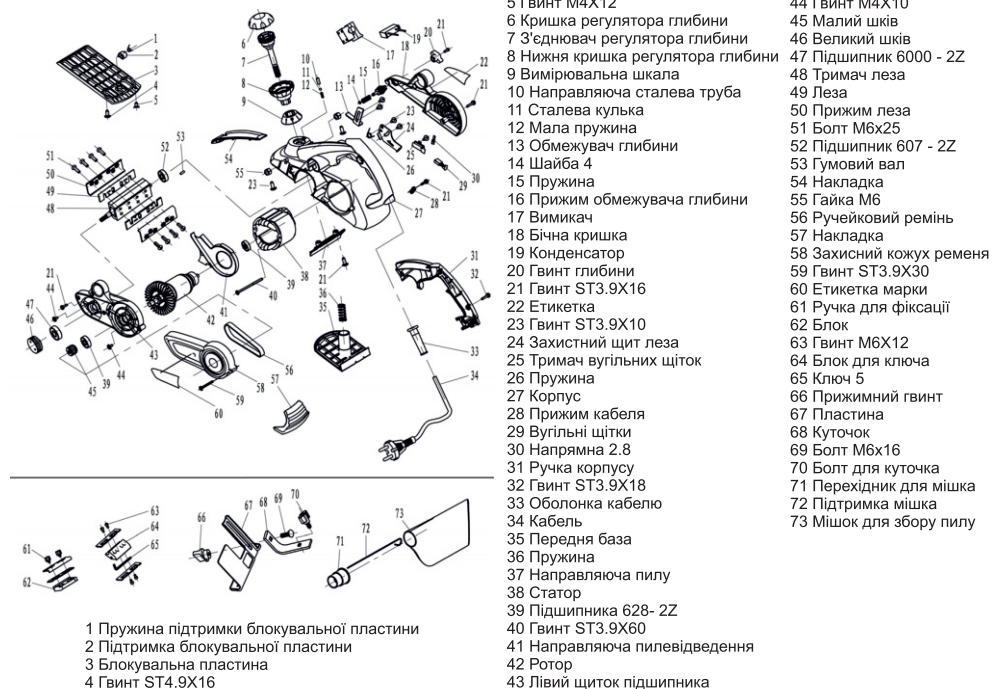 1 Пружина підтримки блокувальної пластини
2 Підтримка блокувальної пластини
3 Блокувальна пластина
4 Гвинт ST4.9X16
5 Гвинт M4X12
6 Кришка регулятора глибини
7 З'єднувач регулятора глибини
8 Нижня кришка регулятора глибини
9 Вимірювальна шкала
10 Направляюча сталева труба
11 Сталева кулька
12 Мала пружина
13 Обмежувач глибини
14 Шайба 4
15 Пружина
16 Прижим обмежувача глибини
17 Вимикач
18 Бічна кришка
19 Конденсатор
20 Гвинт глибини
21 Гвинт ST3.9X16
22 Етикетка
23 Гвинт ST3.9X10
24 Захистний щит леза
25 Тримач вугільних щіток
26 Пружина
27 Корпус
28 Прижим кабеля
29 Вугільні щітки
30 Напрямна 2.8
31 Ручка корпусу
32 Гвинт ST3.9X18
33 Оболонка кабелю
34 Кабель
35 Передня база
36 Пружина
37 Направляюча пилу
38 Статор
39 Підшипника 628- 2Z
40 Гвинт ST3.9X60
41 Направляюча пилевідведення
42 Ротор
43 Лівий щиток підшипника
44 Гвинт M4X10
45 Малий шків
46 Великий шків
47 Підшипник 6000 - 2Z
48 Тримач леза
49 Леза
50 Прижим леза
51 Болт M6x25
52 Підшипник 607 - 2Z
53 Гумовий вал
54 Накладка
55 Гайка M6
56 Ручейковий ремінь
57 Накладка
58 Захисний кожух ременя
59 Гвинт ST3.9X30
60 Етикетка марки
61 Ручка для фіксації
62 Блок
63 Гвинт M6X12
64 Блок для ключа
65 Ключ 5
66 Прижимний гвинт
67 Пластина
68 Куточок
69 Болт M6x16
70 Болт для куточка
71 Перехідник для мішка
72 Підтримка мішка
73 Мішок для збору пилу